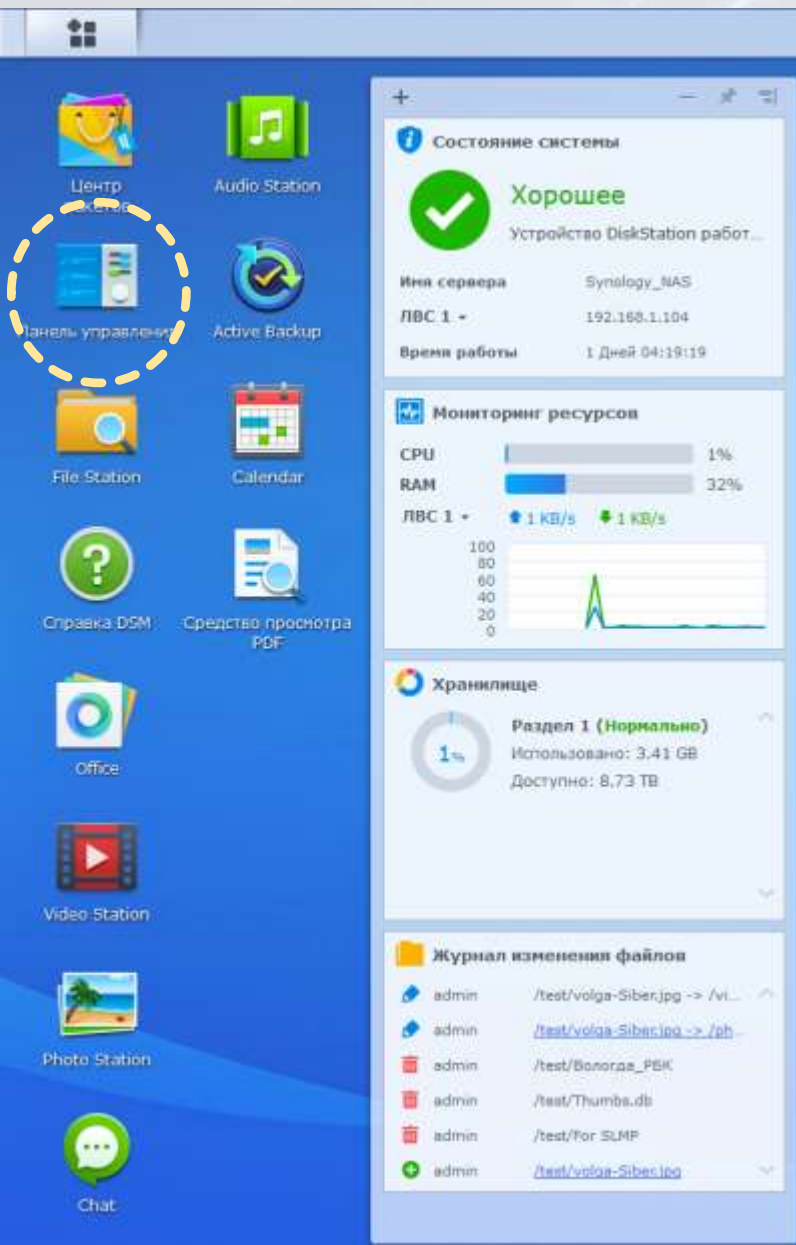 Центр
пакетов
Audio Station
Панель управления
Active Backup
File Station
Calendar
Справка DSM
Средство просмотра
PDF
Office
Video Station
Photo Station
Chat
Состояние системы
Хорошее
Устройство DiskStation работ...
Имя сервера Synology_NAS
ЛВС 1 192.168.1.104
Время работы 1 Дней 04:19:19
Мониторинг ресурсов
CPU 1%
RAM 32%
ЛВС 1 1 KB/s 1 KB/s
100
80
60
40
20
0
Хранилище
1%
Раздел 1 (Нормально)
Использовано: 3.41 GB
Доступно: 8.73 TB
Журнал изменения файлов
admin /test/volga-Siber.jpg -> /vi...
admin /test/volga-Siber.jpg -> /ph...
admin /test/Вологда_РБК
admin /test/Thumbs.db
admin /test/For SLMP
admin /test/volga-Siber.jpg